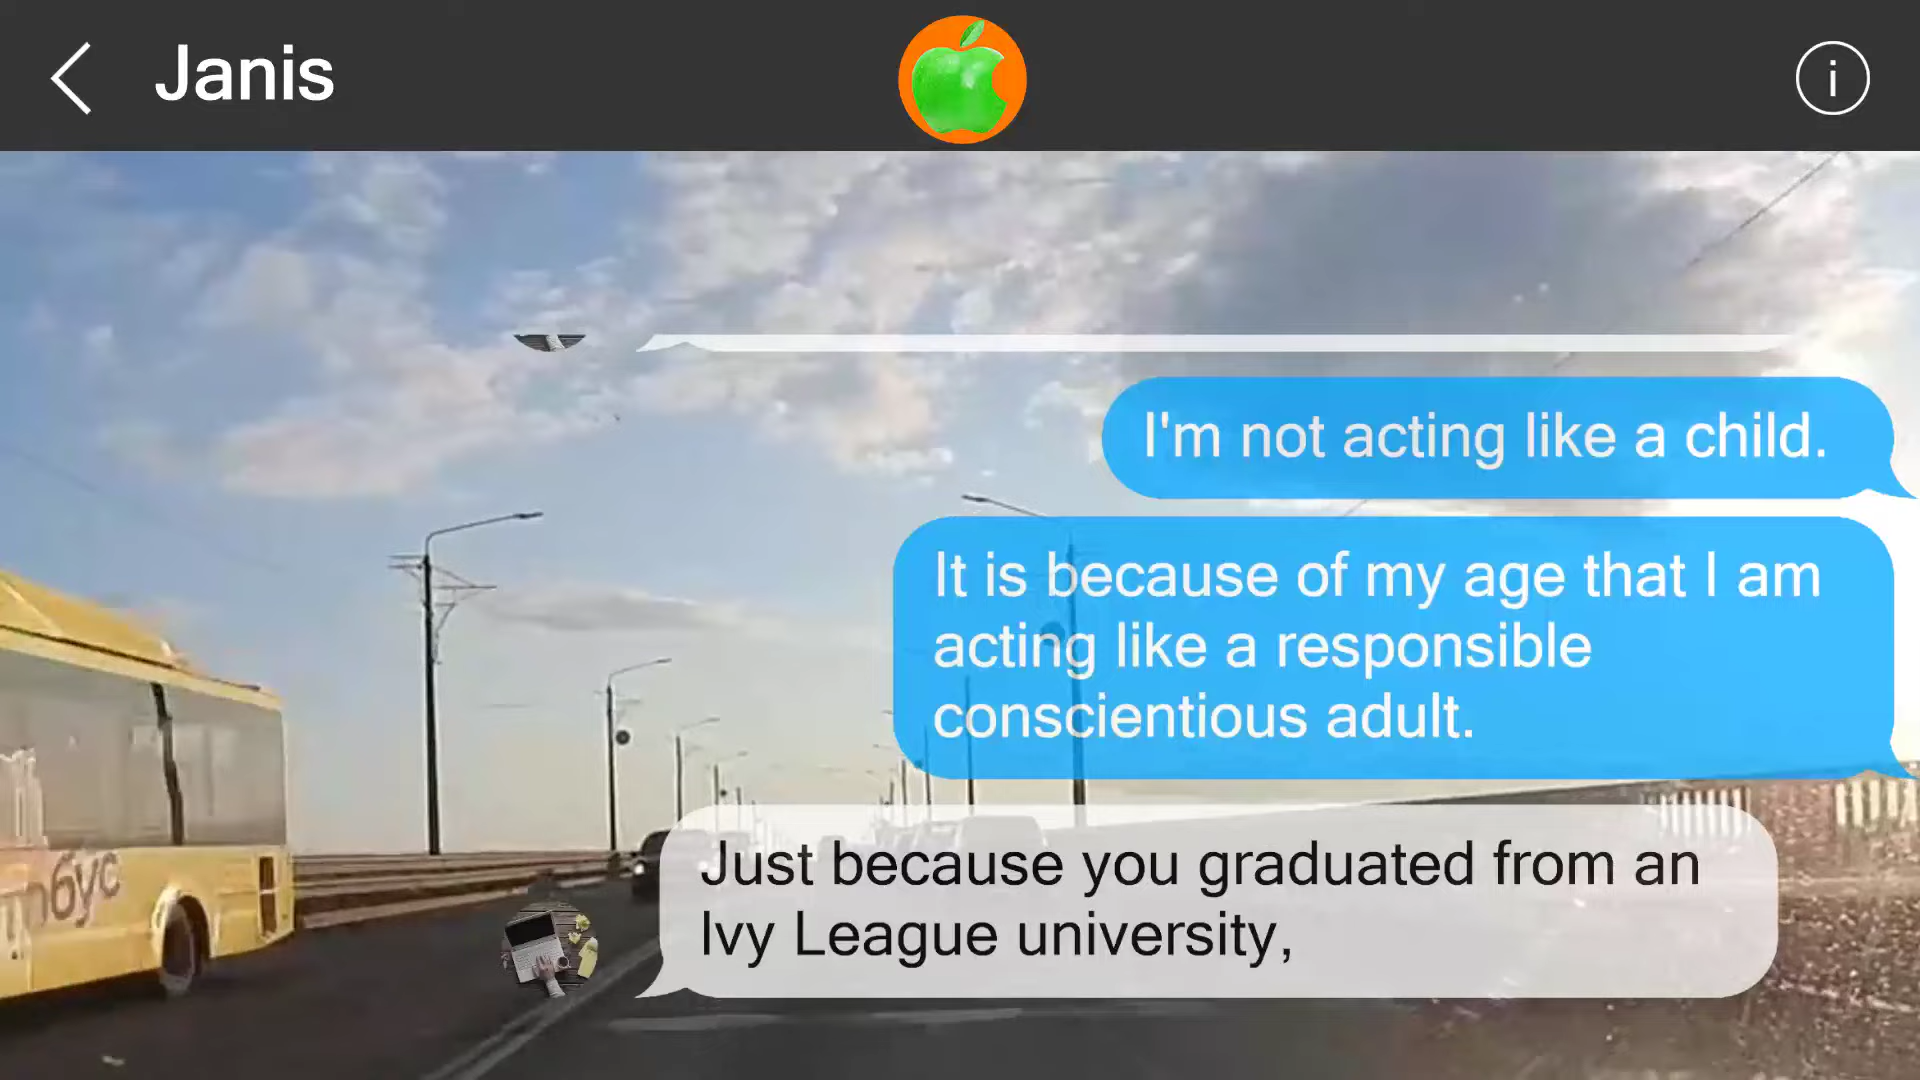 Janis
i
I'm not acting like a child.
It is because of my age that I am
acting like a responsible
conscientious adult.
Just because you graduated from an
Ivy League university,